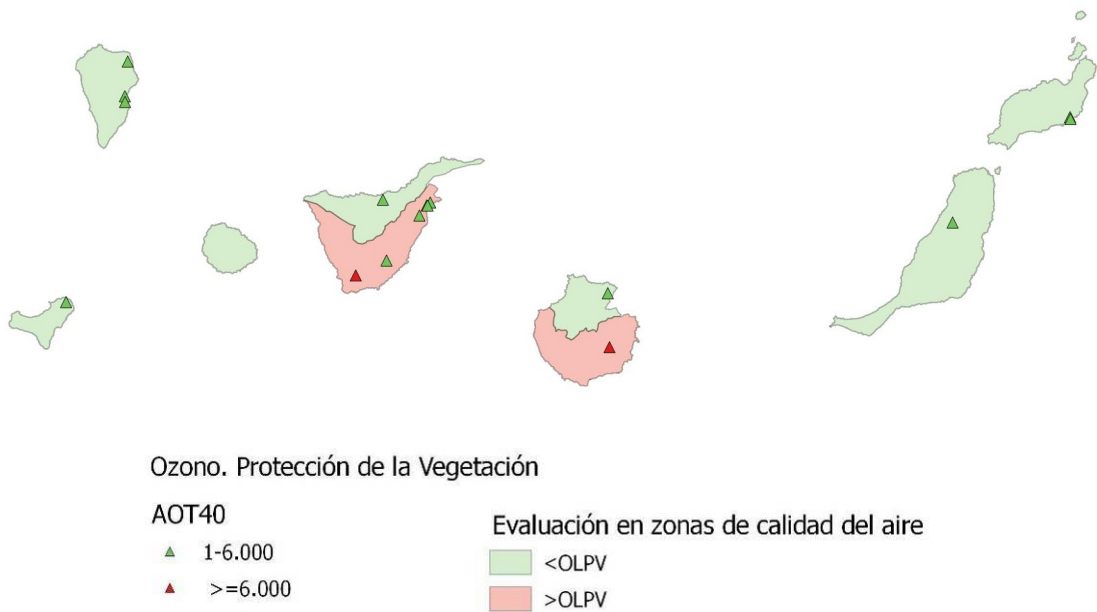 Ozono. Protección de la Vegetación
AOT40
1-6.000
>=6.000
Evaluación en zonas de calidad del aire
<OLPV
>OLPV